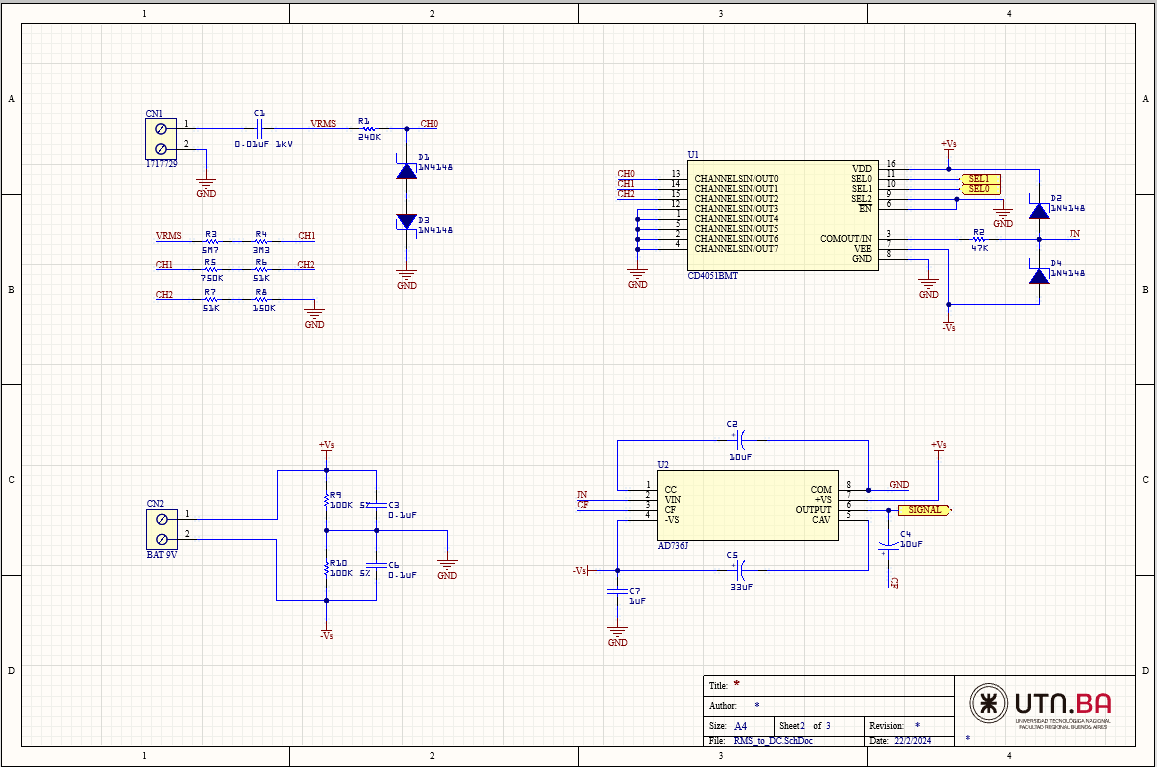 1 2 3 4
A
B
C
D
A
B
C
D
CN1
1
2
1717729
GND
C1
0.01uF 1kV
VRMS
R1
240K
CH0
D1
1N4148
D3
1N4148
GND
VRMS
R3
5M7
R4
3M3
CH1
CH1
R5
750K
R6
51K
CH2
CH2
R7
51K
R8
150K
GND
U1
CH0 13 CHANNELSIN/OUT0
CH1 14 CHANNELSIN/OUT1
CH2 15 CHANNELSIN/OUT2
12 CHANNELSIN/OUT3
1 CHANNELSIN/OUT4
5 CHANNELSIN/OUT5
2 CHANNELSIN/OUT6
4 CHANNELSIN/OUT7
GND
VDD 16
SEL0 11 SEL1
SEL1 10 SEL0
SEL2 9
EN 6
COMOUT/IN 3
VEE 7
GND 8
CD4051BMT
+Vs
GND
GND
-Vs
R2
47K
D2
1N4148
IN
D4
1N4148
+Vs
CN2
1
2
BAT 9V
R9
100K 5%
C3
0.1uF
R10
100K 5%
C6
0.1uF
GND
-Vs
C2
+
10uF
U2
IN
CF
1 CC
2 VIN
3 CF
4 -VS
COM 8
+VS 7
OUTPUT 6
CAV 5
AD736J
GND
+Vs
SIGNAL
C4
10uF
+
CF
-Vs
C5
+
33uF
C7
1uF
GND
Title: *
Author: *
Size: A4 Sheet2 of 3 Revision: *
File: RMS_to_DC.SchDoc Date: 22/2/2024 *
UTN.BA
UNIVERSIDAD TECNOLÓGICA NACIONAL
FACULTAD REGIONAL BUENOS AIRES
1 2 3 4